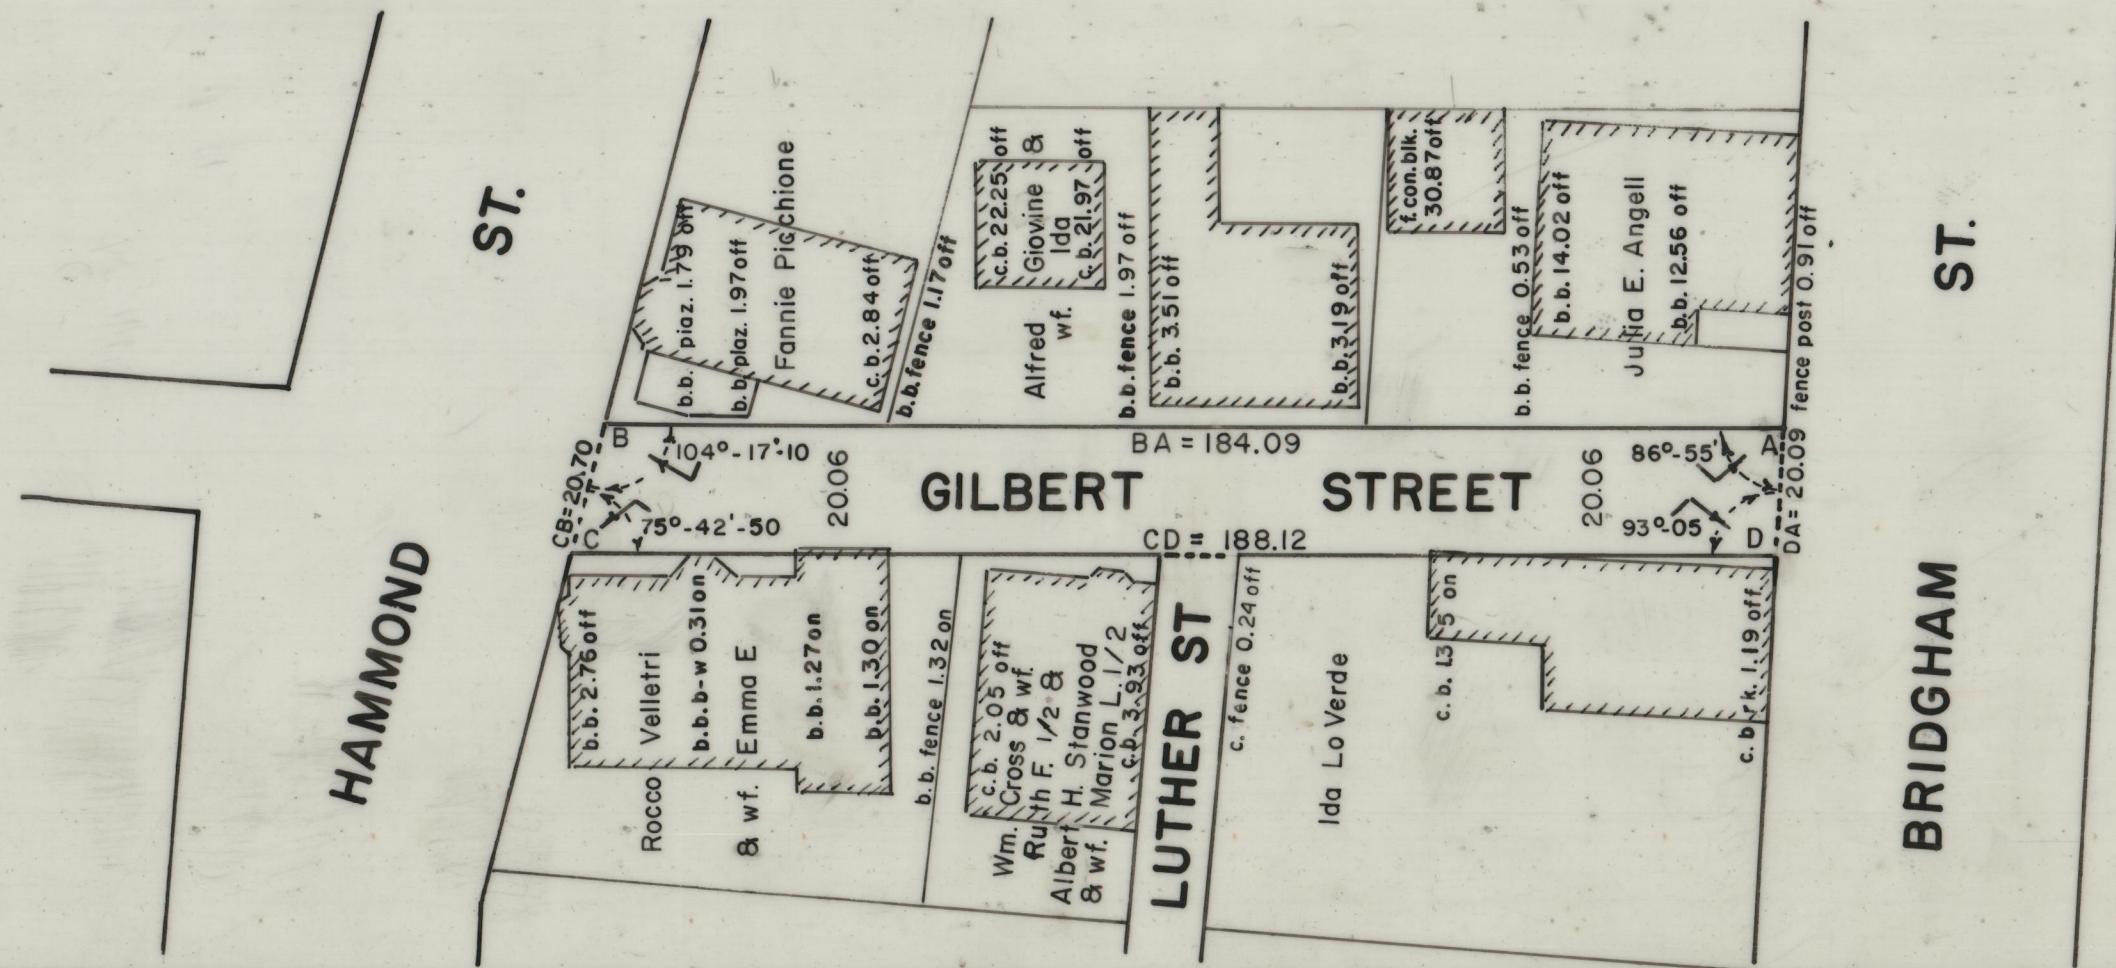 HAMMOND ST.
b.b. piaz. 1.79 off
b.b. piaz. 1.97 off
Fannie Picchione
c.b. 2.84 off
b.b. fence 1.17 off
c.b. 22.25 off
Alfred Giovine &
wf. Ida
c.b. 21.97 off
b.b. fence 1.97 off
b.b. 3.51 off
b.b. 3.19 off
f. con. blk.
30.87 off
b.b. fence 0.53 off
b.b. 14.02 off
Julia E. Angell
b.b. 12.56 off
fence post 0.91 off
CB=20.70
B
104°-17'-10
C
75°-42'-50
20.06
BA = 184.09
GILBERT STREET
CD = 188.12
20.06
86°-55'
A
93°-05
D
DA = 20.09
b.b. 2.76 off
Rocco Velletri
b.b. b-w 0.31 on
& wf. Emma E
b.b. 1.27 on
b.b. 1.30 on
b.b. fence 1.32 on
c.b. 2.05 off
Wm. Cross & wf.
Ruth F. 1/2 &
Albert H. Stanwood
& wf. Marion L. 1/2
c.b. 3.93 off
LUTHER ST
c. fence 0.24 off
Ida Lo Verde
c.b. 1.35 on
c. brk. 1.19 off
BRIDGHAM ST.